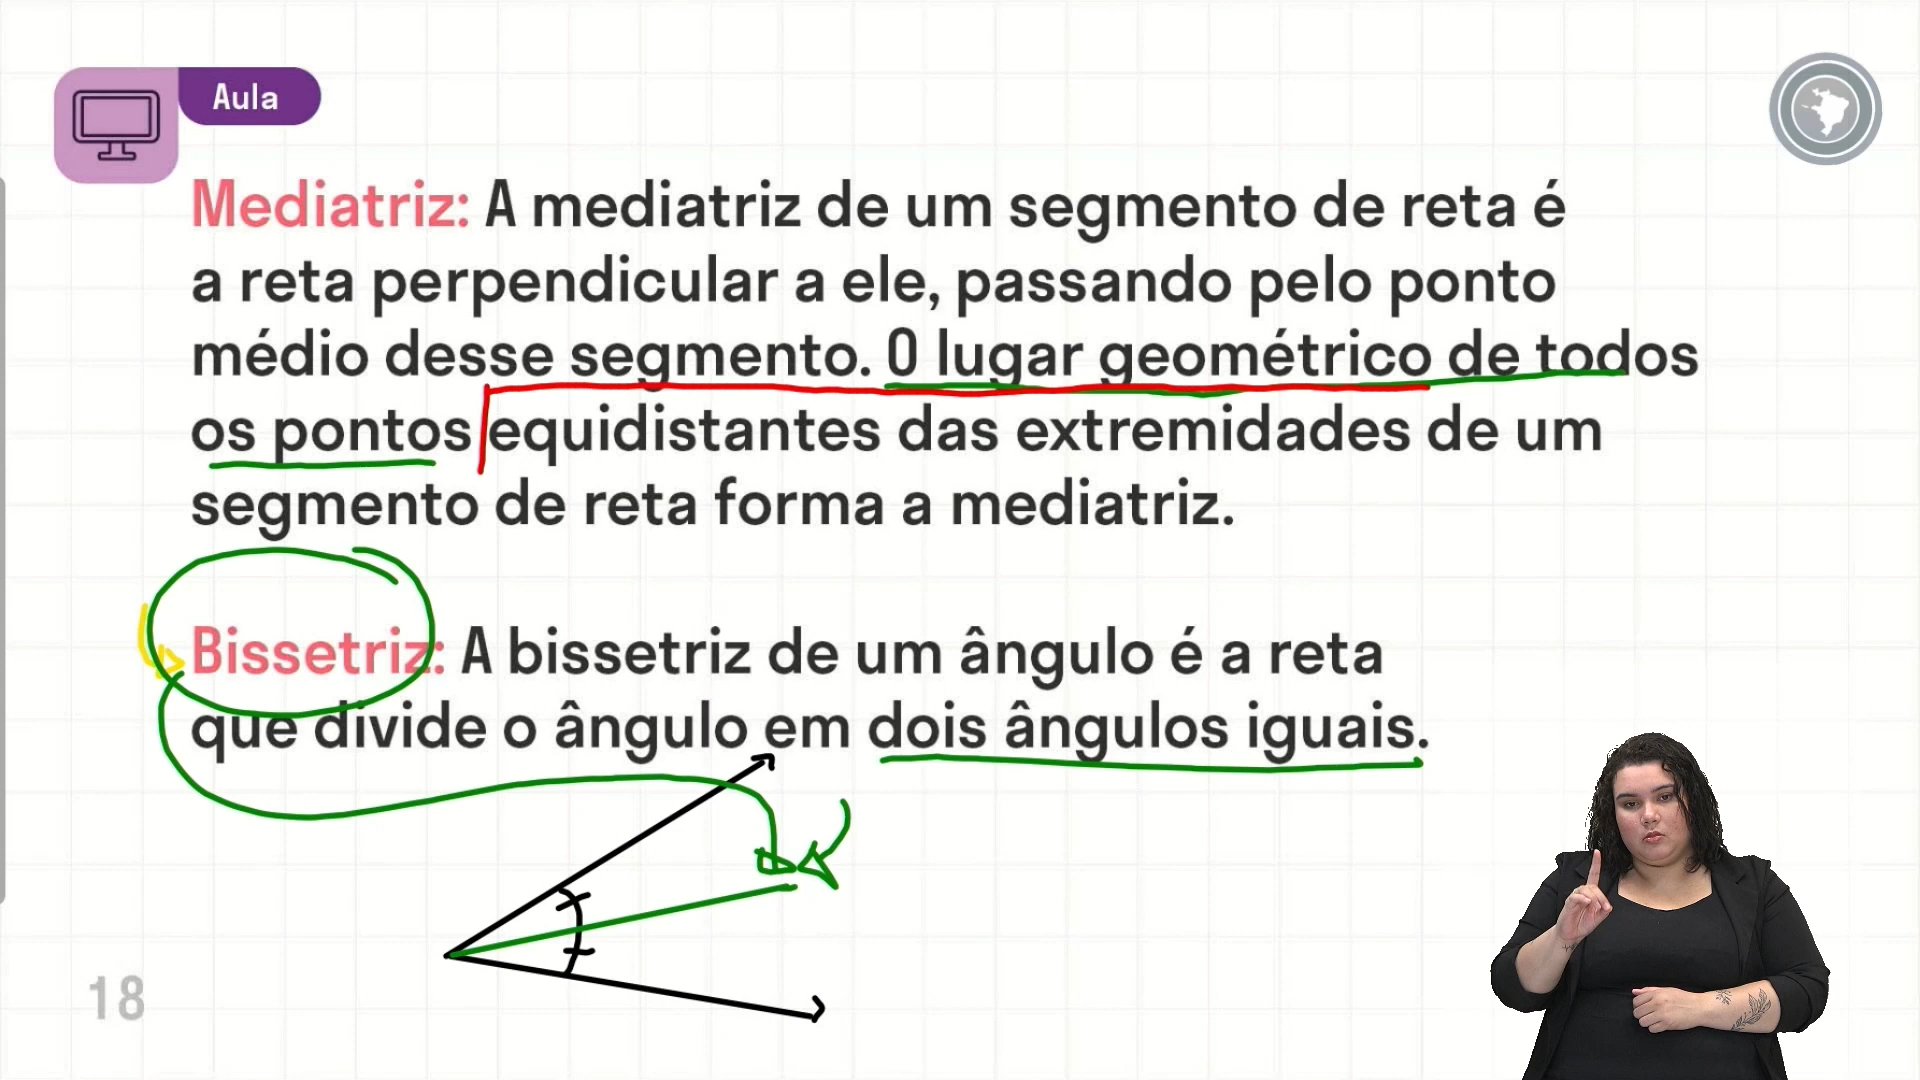 Aula
Mediatriz: A mediatriz de um segmento de reta é
a reta perpendicular a ele, passando pelo ponto
médio desse segmento. O lugar geométrico de todos
os pontos equidistantes das extremidades de um
segmento de reta forma a mediatriz.
Bissetriz: A bissetriz de um ângulo é a reta
que divide o ângulo em dois ângulos iguais.
18